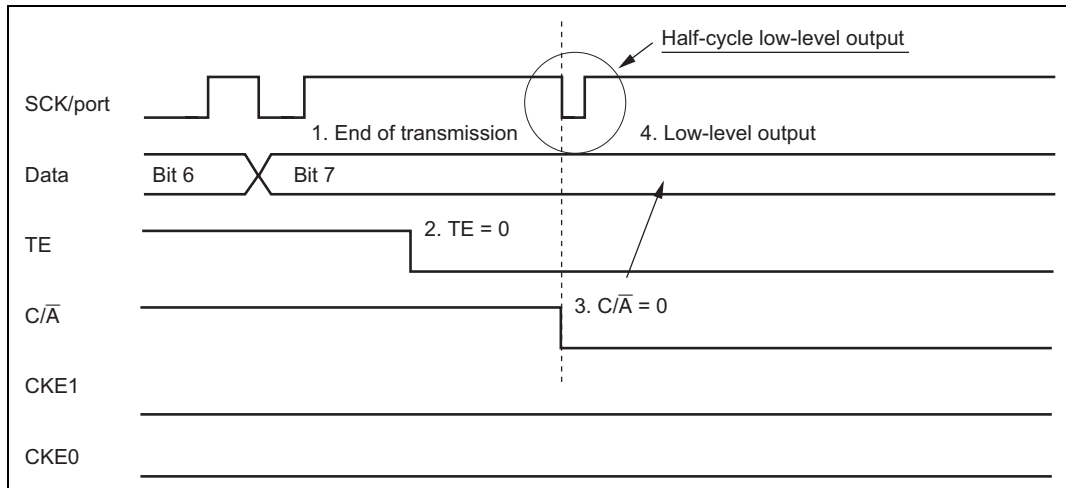 Half-cycle low-level output
SCK/port
1. End of transmission
4. Low-level output
Data
Bit 6
Bit 7
TE
2. TE = 0
C/A̅
3. C/A̅ = 0
CKE1
CKE0